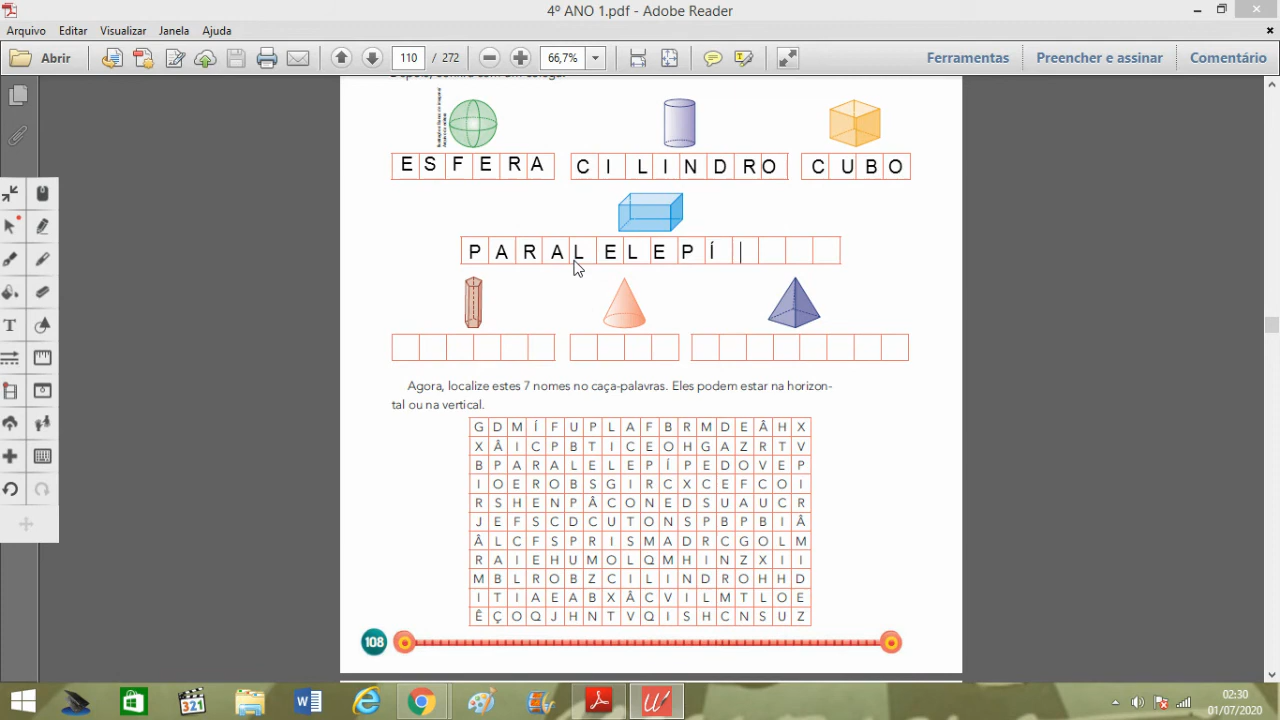 4º ANO 1.pdf - Adobe Reader
Arquivo Editar Visualizar Janela Ajuda
Abrir 110 / 272 66,7% Ferramentas Preencher e assinar Comentário
E S F E R A C I L I N D R O C U B O
P A R A L E L E P Í
Agora, localize estes 7 nomes no caça-palavras. Eles podem estar na horizon-
tal ou na vertical.
G D M Í F U P L A F B R M D E Â H X
X Â I C P B T I C E O H G A Z R T V
B P A R A L E L E P Í P E D O V E P
I O E R O B S G I R C X C E F C O I
R S H E N P Â C O N E D S U A U C R
J E F S C D C U T O N S P B P B I Â
Â L C F S P R I S M A D R C G O L M
R A I E H U M O L Q M H I N Z X I I
M B L R O B Z C I L I N D R O H H D
I T I A E A B X Â C V I L M T L O E
Ê Ç O Q J H N T V Q I S H C N S U Z
108
321
02:30
01/07/2020